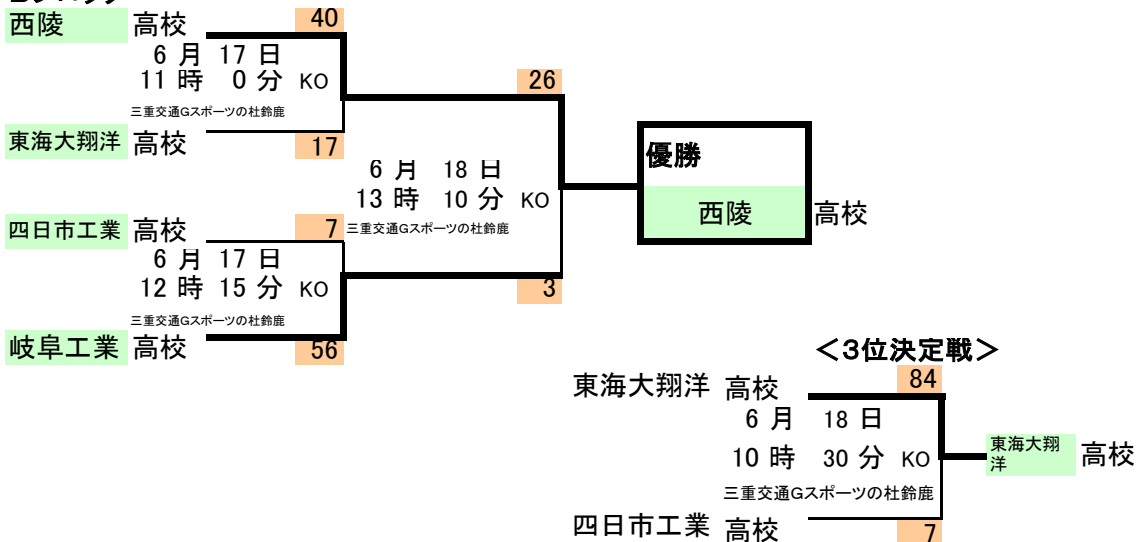 西陵 高校 40
6 月 17 日
11 時 0 分 KO
三重交通Gスポーツの杜鈴鹿
東海大翔洋 高校 17
26
6 月 18 日
13 時 10 分 KO
三重交通Gスポーツの杜鈴鹿
優勝
西陵 高校
四日市工業 高校 7
6 月 17 日
12 時 15 分 KO
三重交通Gスポーツの杜鈴鹿
3
岐阜工業 高校 56
＜3位決定戦＞
東海大翔洋 高校 84
6 月 18 日
10 時 30 分 KO
三重交通Gスポーツの杜鈴鹿
東海大翔
洋 高校
四日市工業 高校 7